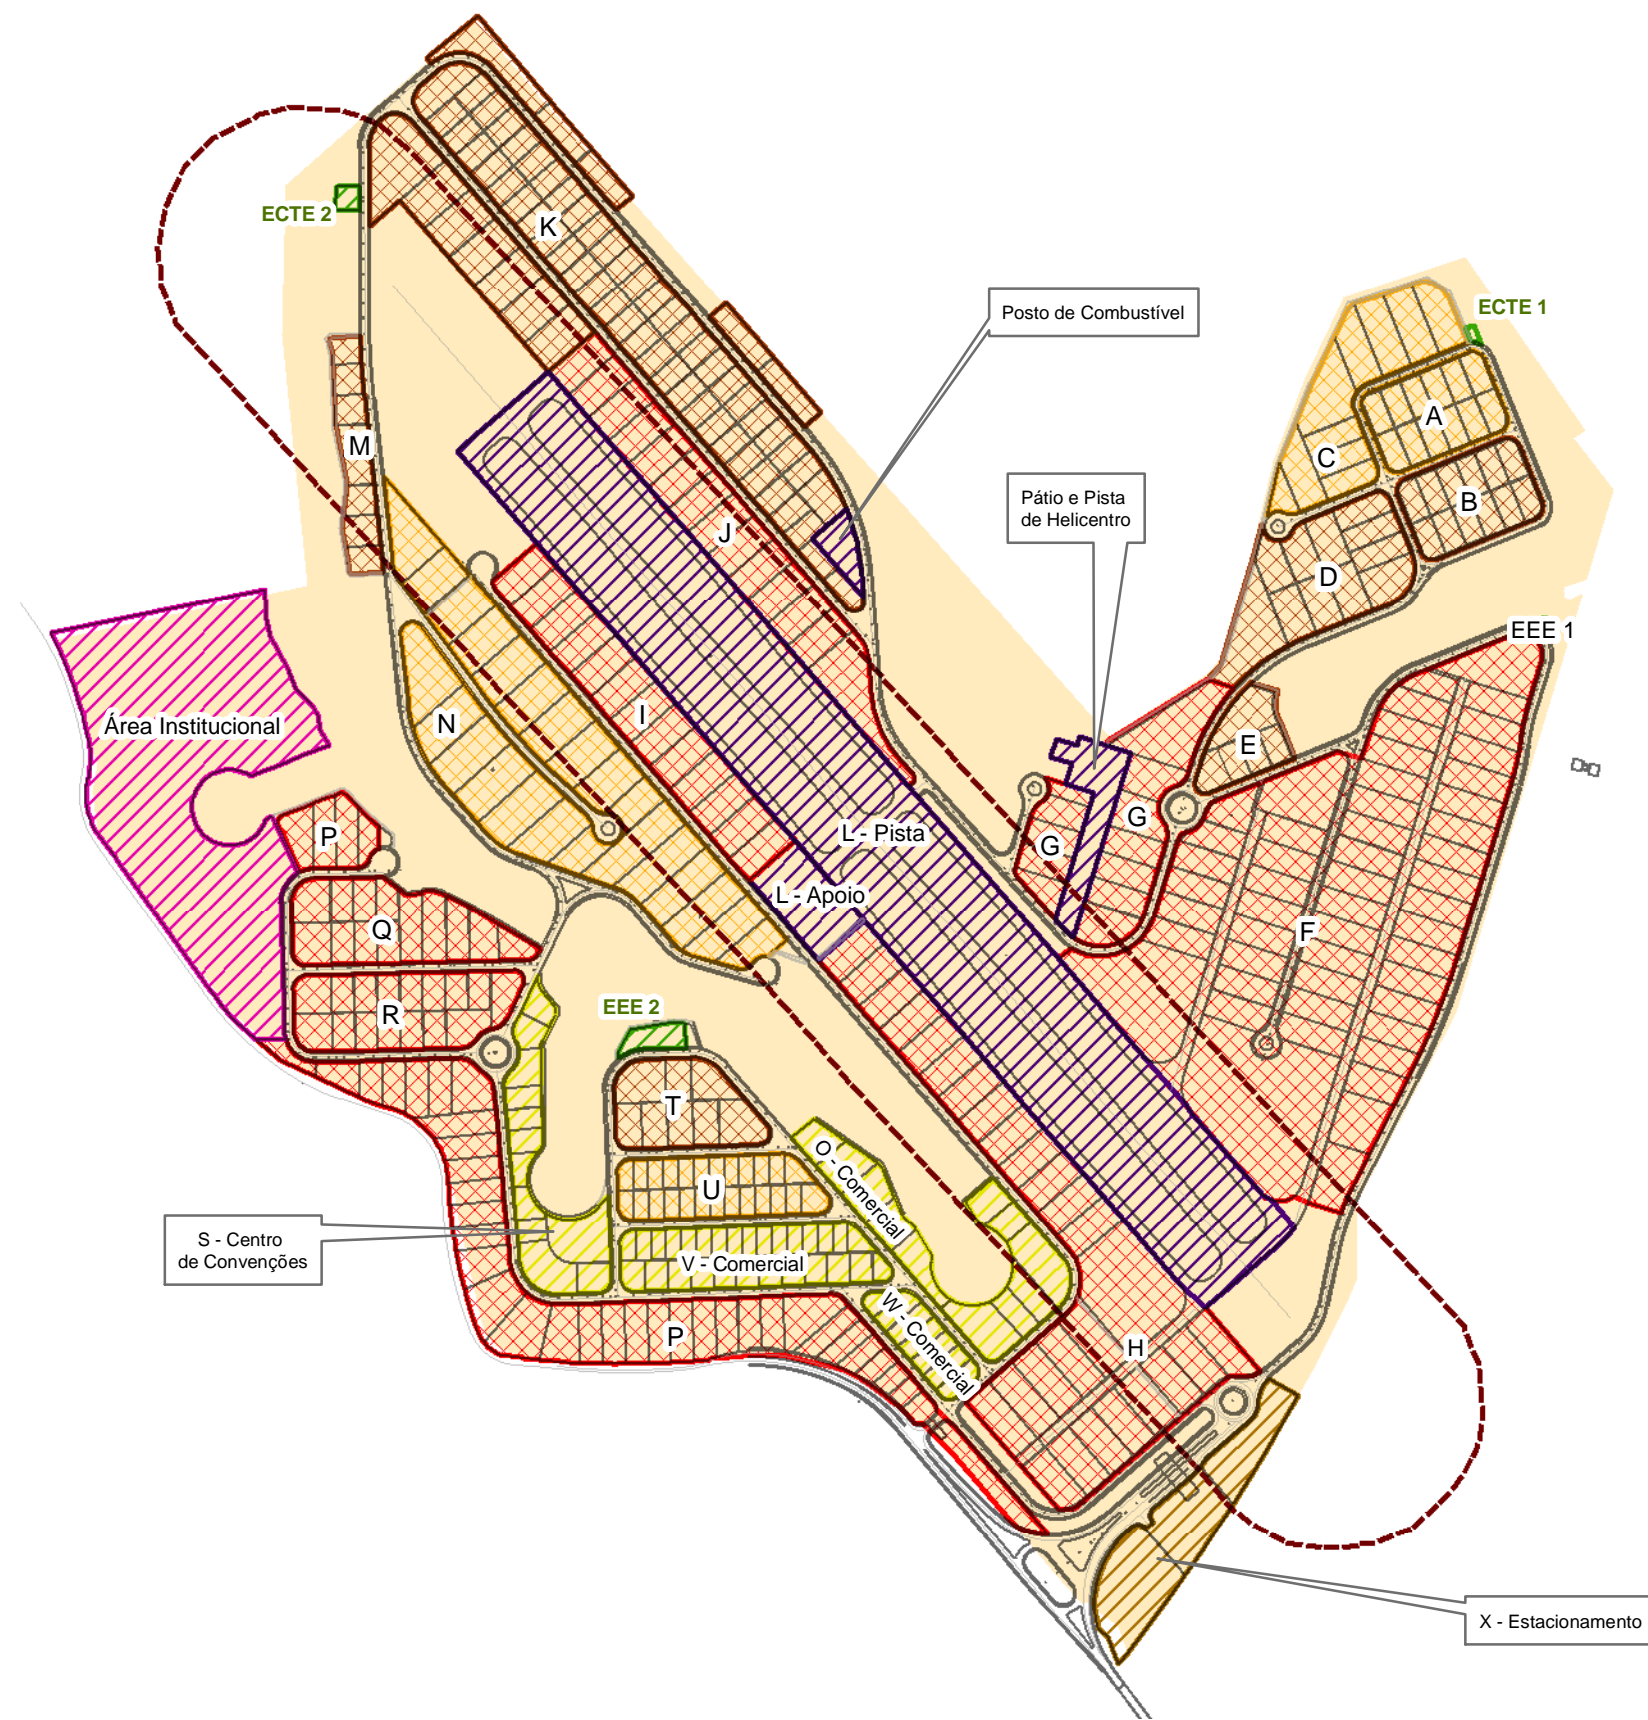 K
ECTE 2
Posto de Combustível
ECTE 1
A
C
M
B
Pátio e Pista
de Helicentro
J
D
EEE 1
I
N
Área Institucional
E
G
L - Pista
P
G
L - Apoio
Q
F
R
EEE 2
T
U
O - Comercial
S - Centro
de Convenções
V - Comercial
W - Comercial
P
H
X - Estacionamento